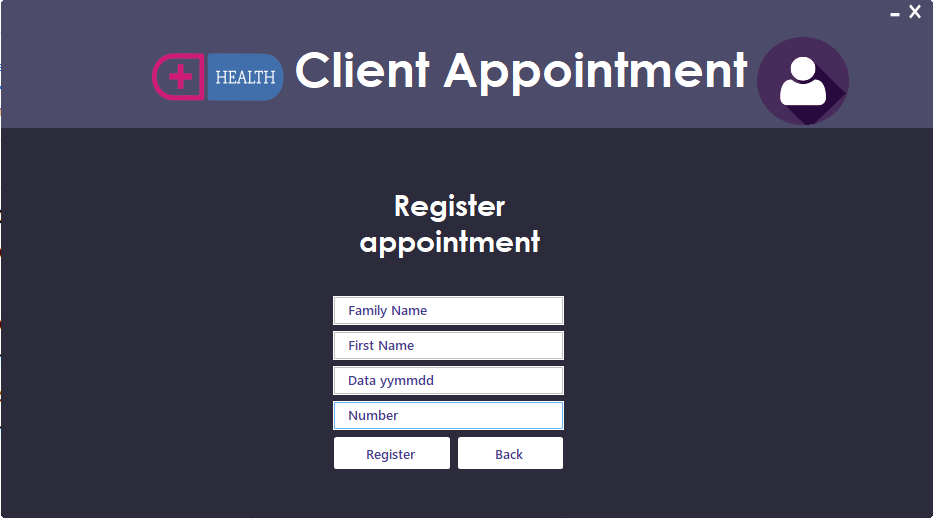 HEALTH Client Appointment
Register
appointment
Family Name
First Name
Data yymmdd
Number
Register Back